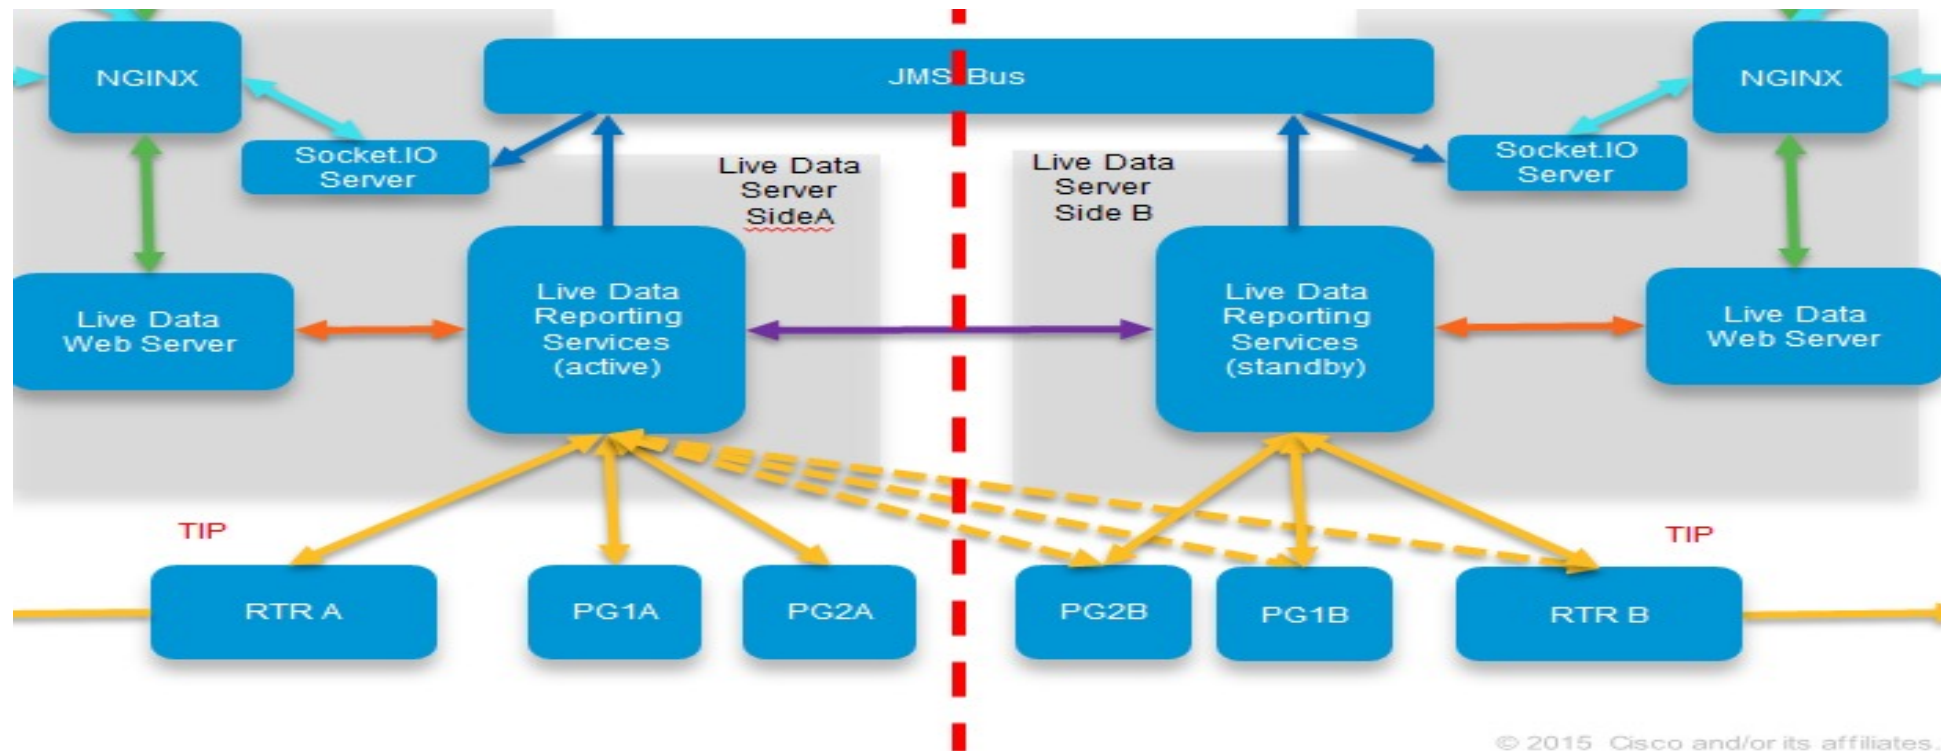 NGINX
JMS Bus
NGINX
Socket.IO
Server
Live Data
Server
SideA
Live Data
Server
Side B
Socket.IO
Server
Live Data
Web Server
Live Data
Reporting
Services
(active)
Live Data
Reporting
Services
(standby)
Live Data
Web Server
TIP
TIP
RTR A
PG1A
PG2A
PG2B
PG1B
RTR B
© 2015 Cisco and/or its affiliates.